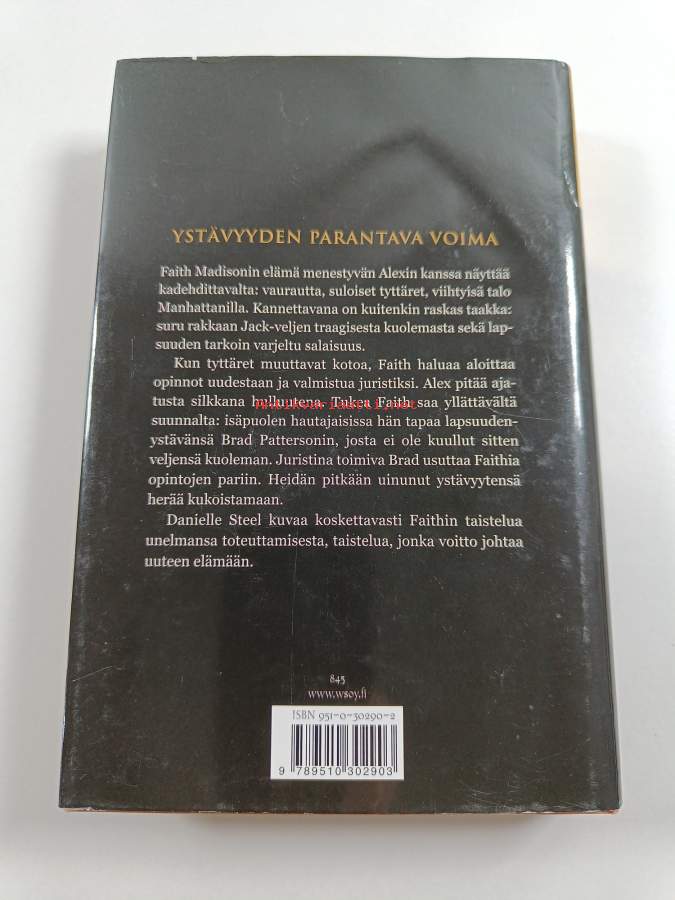 YSTÄVYYDEN PARANTAVA VOIMA
Faith Madisonin elämä menestyvän Alexin kanssa näyttää
kadehdittavalta: vaurautta, suloiset tyttäret, viihtyisä talo
Manhattanilla. Kannettavana on kuitenkin raskas taakka:
suru rakkaan Jack-veljen traagisesta kuolemasta sekä lap-
suuden tarkoin varjeltu salaisuus.
Kun tyttäret muuttavat kotoa, Faith haluaa aloittaa
opinnot uudestaan ja valmistua juristiksi. Alex pitää aja-
tusta silkkana hulluutena. Tukea Faith saa yllättävältä
antikvariaatti.net
suunnalta: isäpuolen hautajaisissa hän tapaa lapsuuden-
ystävänsä Brad Pattersonin, josta ei ole kuullut sitten
veljensä kuoleman. Juristina toimiva Brad usuttaa Faithia
opintojen pariin. Heidän pitkään uinunut ystävyytensä
herää kukoistamaan.
Danielle Steel kuvaa koskettavasti Faithin taistelua
unelmansa toteuttamisesta, taistelua, jonka voitto johtaa
uuteen elämään.
845
www.wsoy.fi
ISBN 951-0-30290-2
9 789510 302903